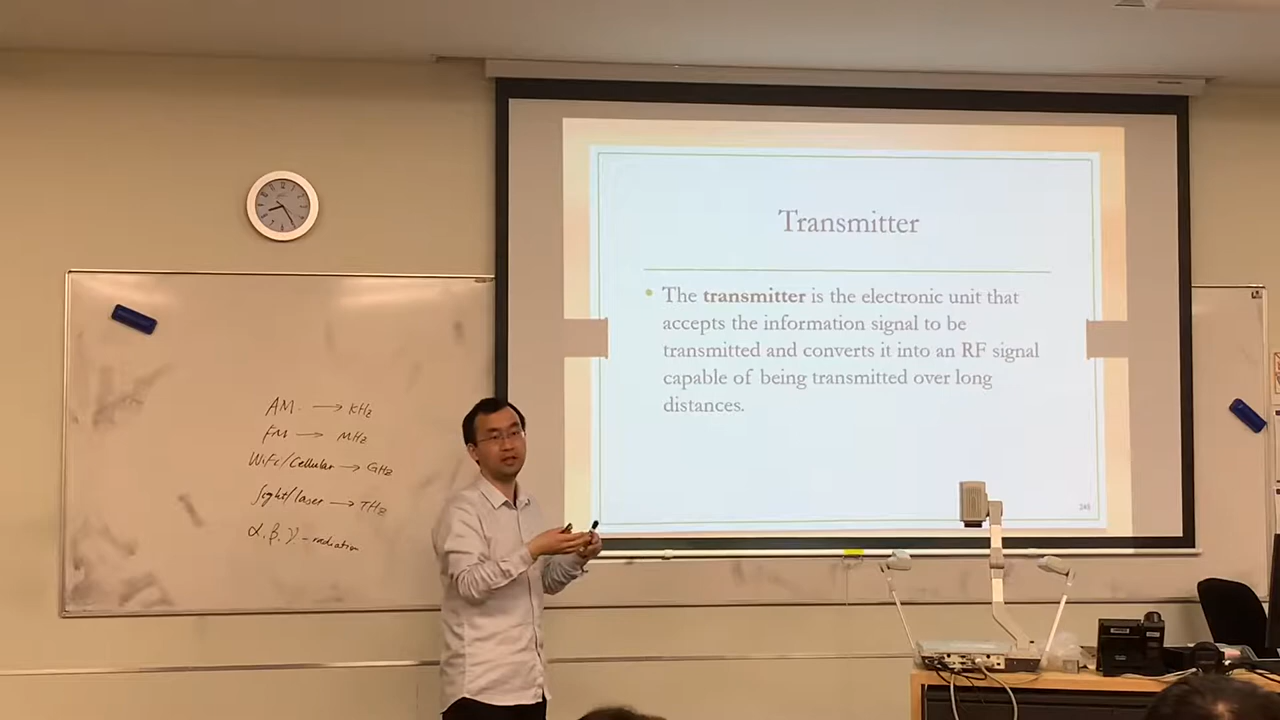 AM. → KHz
FM → MHz
WiFi/Cellular → GHz
light/laser → THz
α, β, γ - radiation
Transmitter
• The transmitter is the electronic unit that
accepts the information signal to be
transmitted and converts it into an RF signal
capable of being transmitted over long
distances.